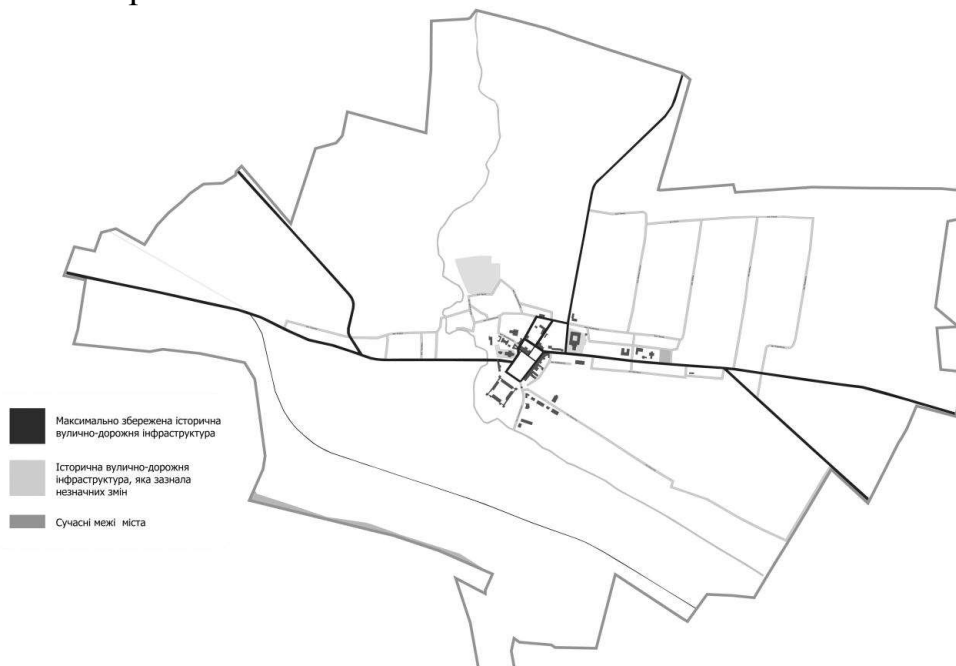 Максимально збережена історична
вулично-дорожня інфраструктура
Історична вулично-дорожня
інфраструктура, яка зазнала
незначних змін
Сучасні межі міста